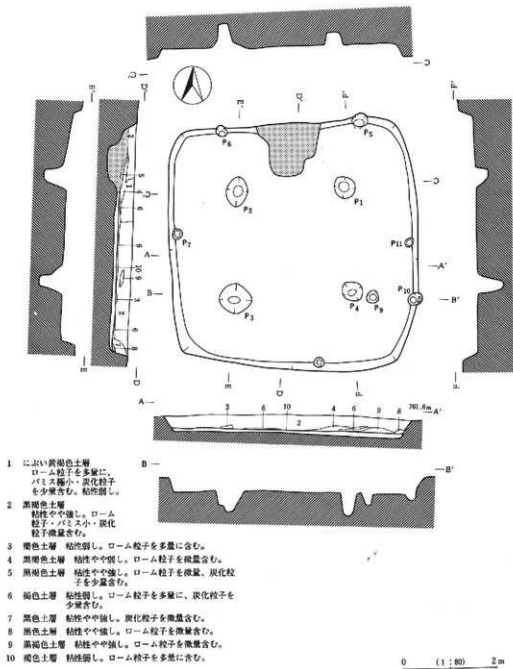 C C'
D' D' E' D F' F'
P6 P5
P2 P1
P7 P11
P10
P4 P9
P3
A A'
B B'
E D F
A 3 6 10 2 4 6 9 8 761.4m A'
B B'
1 にぶい黄褐色土層
ローム粒子を多量に、
パミス極小・炭化粒子
を少量含む。粘性弱し。
2 黒褐色土層
粘性やや強し。ローム
粒子・パミス小・炭化
粒子微量含む。
3 褐色土層 粘性弱し。ローム粒子を多量に含む。
4 黒褐色土層 粘性やや弱し。ローム粒子を微量含む。
5 黒褐色土層 粘性やや強し。ローム粒子を微量、炭化粒
子を少量含む。
6 褐色土層 粘性弱し。ローム粒子を多量に、炭化粒子を
少量含む。
7 黒色土層 粘性やや強し。炭化粒子を微量含む。
8 黒色土層 粘性やや強し。ローム粒子を微量含む。
9 黒褐色土層 粘性やや強し。ローム粒子を微量含む。
10 褐色土層 粘性弱し。ローム粒子を多量に含む。
0 (1:80) 2m